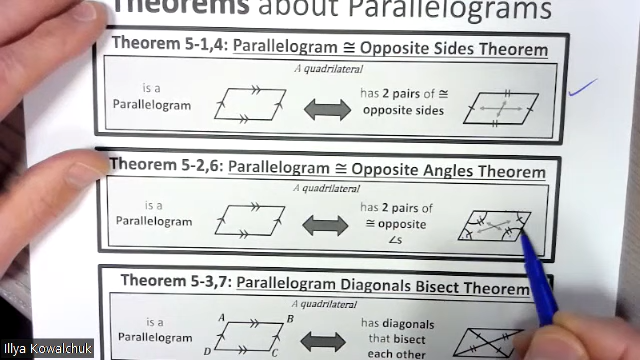 Theorems about Parallelograms
Theorem 5-1,4: Parallelogram ≅ Opposite Sides Theorem
A quadrilateral
is a
Parallelogram
has 2 pairs of ≅
opposite sides
Theorem 5-2,6: Parallelogram ≅ Opposite Angles Theorem
A quadrilateral
is a
Parallelogram
has 2 pairs of
≅ opposite
∠s
Theorem 5-3,7: Parallelogram Diagonals Bisect Theorem
A quadrilateral
is a
Parallelogram
A B
D C
has diagonals
that bisect
each other
Illya Kowalchuk